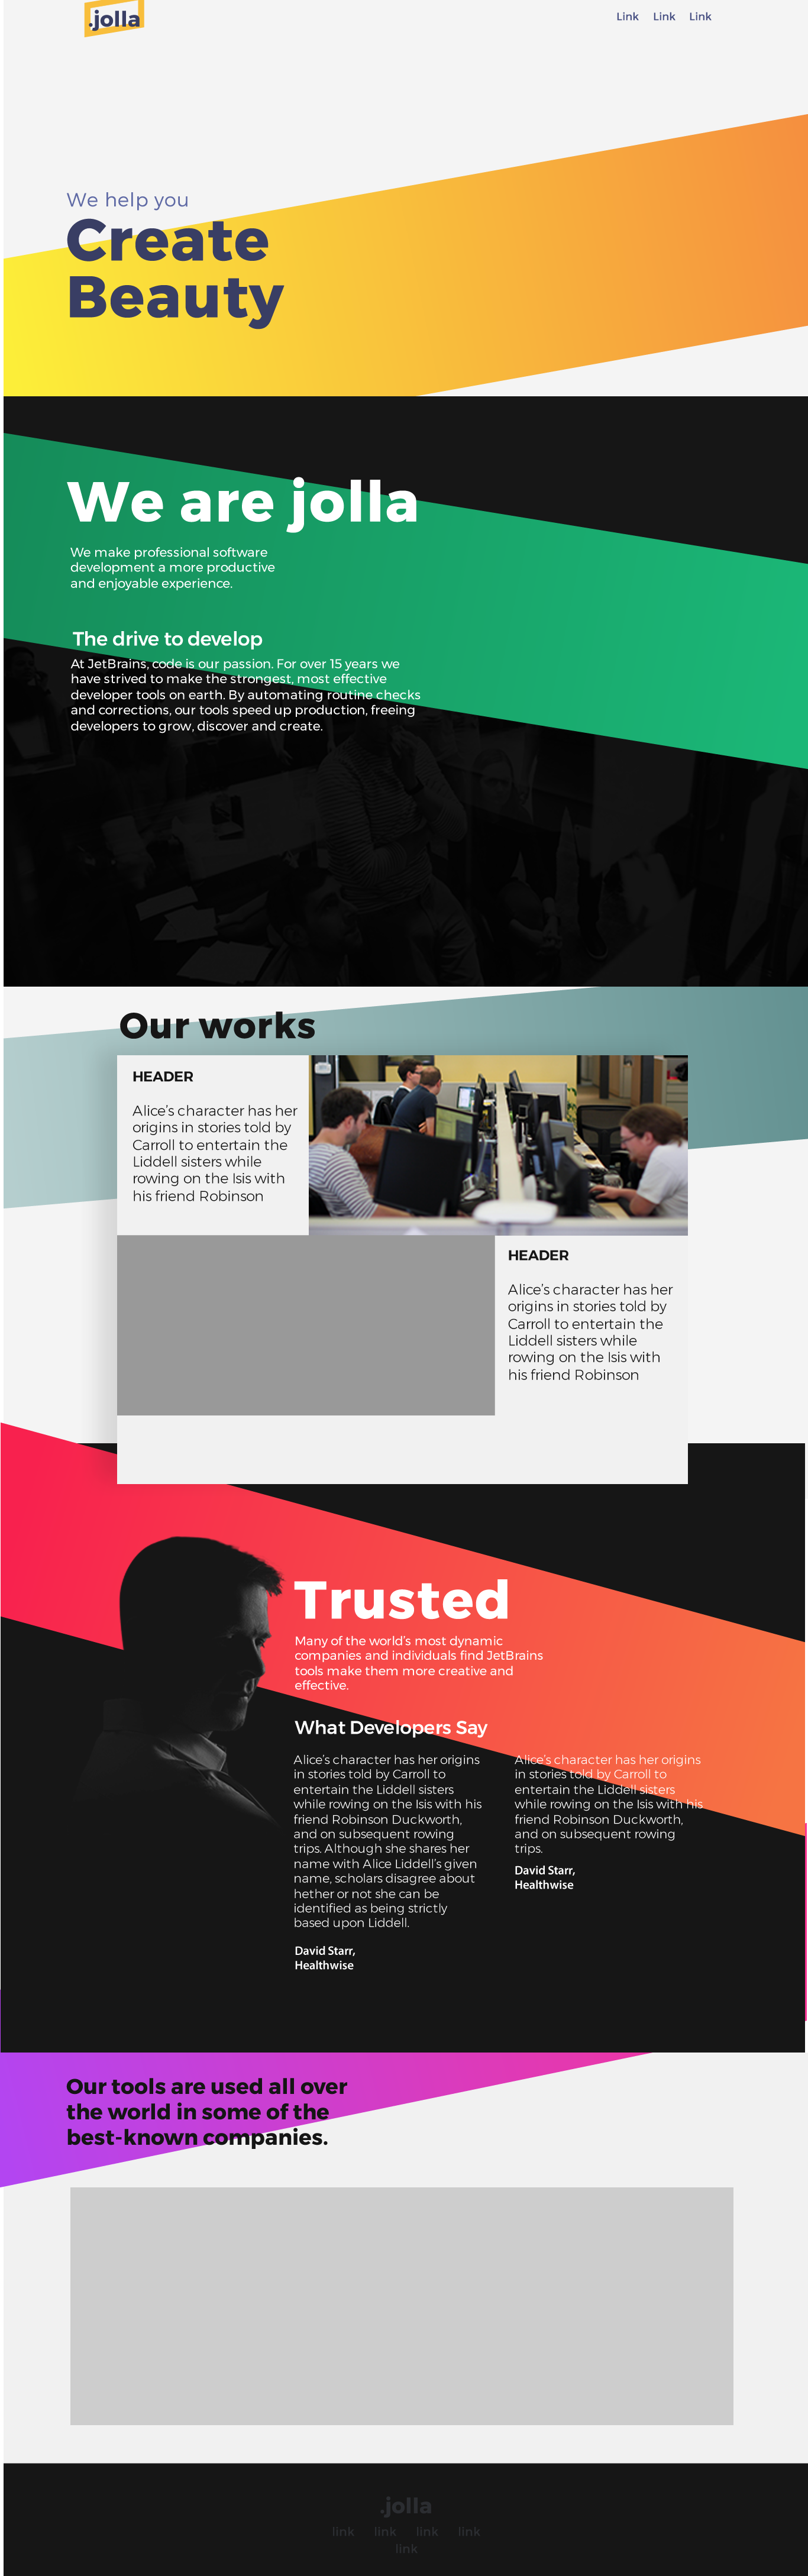 .jolla
Link Link Link
We help you
Create
Beauty
We are jolla
We make professional software
development a more productive
and enjoyable experience.
The drive to develop
At JetBrains, code is our passion. For over 15 years we
have strived to make the strongest, most effective
developer tools on earth. By automating routine checks
and corrections, our tools speed up production, freeing
developers to grow, discover and create.
Our works
HEADER
Alice's character has her
origins in stories told by
Carroll to entertain the
Liddell sisters while
rowing on the Isis with
his friend Robinson
HEADER
Alice's character has her
origins in stories told by
Carroll to entertain the
Liddell sisters while
rowing on the Isis with
his friend Robinson
Trusted
Many of the world's most dynamic
companies and individuals find JetBrains
tools make them more creative and
effective.
What Developers Say
Alice's character has her origins
in stories told by Carroll to
entertain the Liddell sisters
while rowing on the Isis with his
friend Robinson Duckworth,
and on subsequent rowing
trips. Although she shares her
name with Alice Liddell's given
name, scholars disagree about
hether or not she can be
identified as being strictly
based upon Liddell.
David Starr,
Healthwise
Alice's character has her origins
in stories told by Carroll to
entertain the Liddell sisters
while rowing on the Isis with his
friend Robinson Duckworth,
and on subsequent rowing
trips.
David Starr,
Healthwise
Our tools are used all over
the world in some of the
best-known companies.
.jolla
link link link link
link